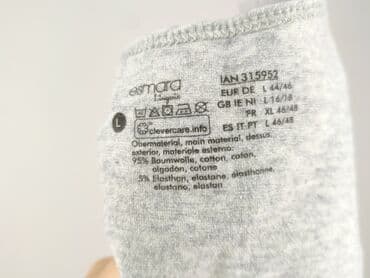 esmara
Lingerie
L
clevercare.info
IAN 315952
EUR DE L 44/46
GB IE NI L 16/18
FR XL 46/48
ES IT PT L 46/48
Obermaterial, main material, dessus,
exterior, materiale esterno:
95% Baumwolle, cotton, coton,
algodón, cotone
5% Elasthan, elastane, élasthanne,
elastano, elastan